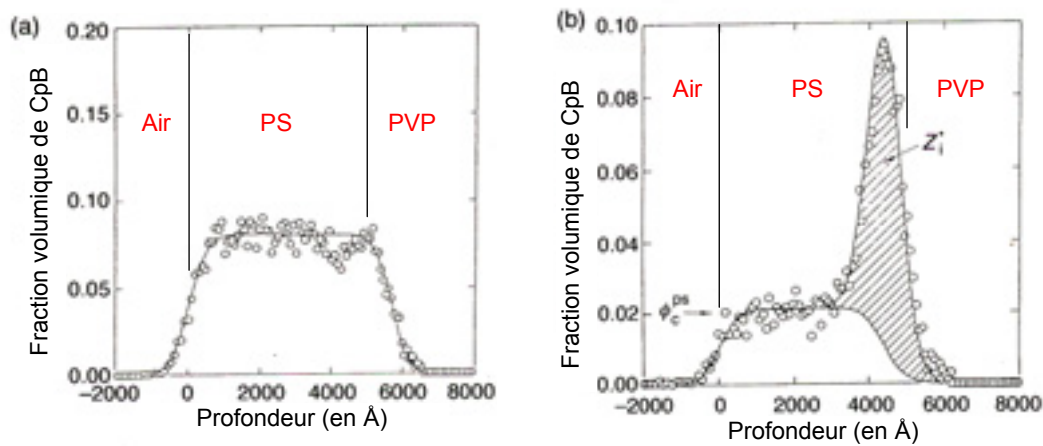 (a)
Fraction volumique de CpB
0.20
0.15
0.10
0.05
0.00
Air
PS
PVP
−2000
0
2000
4000
6000
8000
Profondeur (en Å)
(b)
Fraction volumique de CpB
0.10
0.08
0.06
0.04
0.02
0.00
Air
PS
PVP
Z*i
ϕc ps
−2000
0
2000
4000
6000
8000
Profondeur (en Å)